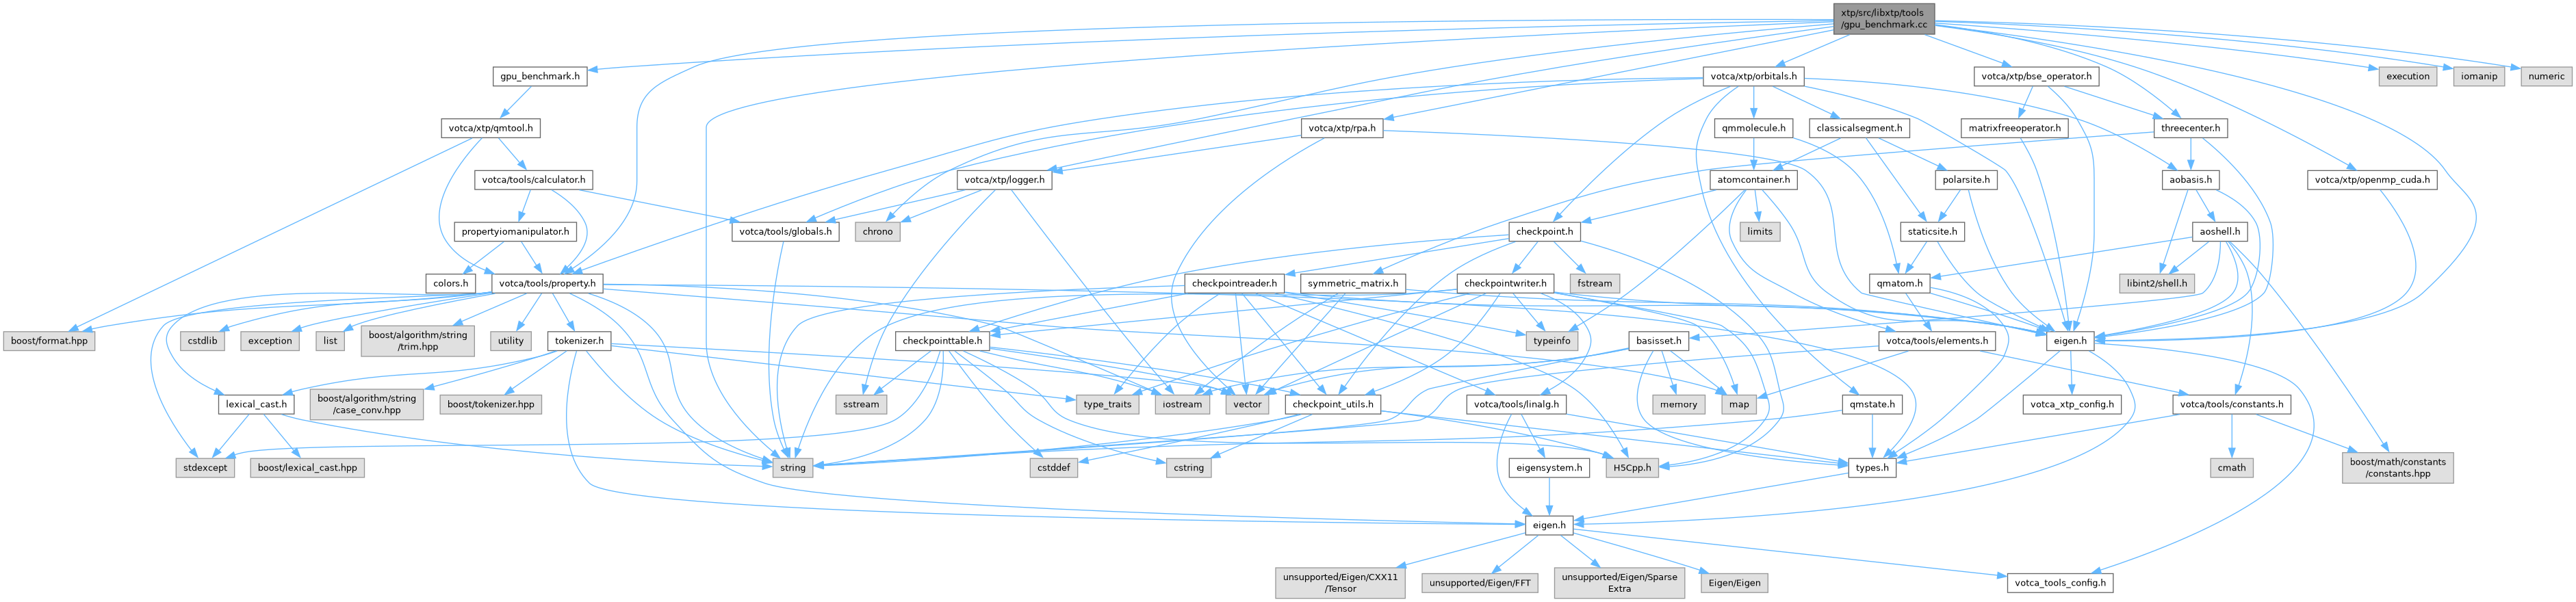 xtp/src/libxtp/tools
/gpu_benchmark.cc
gpu_benchmark.h
votca/xtp/orbitals.h
votca/xtp/bse_operator.h
execution
iomanip
numeric
votca/xtp/qmtool.h
votca/xtp/rpa.h
qmmolecule.h
classicalsegment.h
matrixfreeoperator.h
threecenter.h
votca/tools/calculator.h
votca/xtp/logger.h
atomcontainer.h
polarsite.h
aobasis.h
votca/xtp/openmp_cuda.h
propertyiomanipulator.h
votca/tools/globals.h
chrono
checkpoint.h
limits
staticsite.h
aoshell.h
colors.h
votca/tools/property.h
checkpointreader.h
symmetric_matrix.h
checkpointwriter.h
fstream
qmatom.h
libint2/shell.h
boost/format.hpp
cstdlib
exception
list
boost/algorithm/string
/trim.hpp
utility
tokenizer.h
checkpointtable.h
typeinfo
basisset.h
votca/tools/elements.h
eigen.h
lexical_cast.h
boost/algorithm/string
/case_conv.hpp
boost/tokenizer.hpp
sstream
type_traits
iostream
vector
checkpoint_utils.h
votca/tools/linalg.h
memory
map
qmstate.h
votca_xtp_config.h
votca/tools/constants.h
stdexcept
boost/lexical_cast.hpp
string
cstddef
cstring
eigensystem.h
H5Cpp.h
types.h
cmath
boost/math/constants
/constants.hpp
eigen.h
unsupported/Eigen/CXX11
/Tensor
unsupported/Eigen/FFT
unsupported/Eigen/Sparse
Extra
Eigen/Eigen
votca_tools_config.h